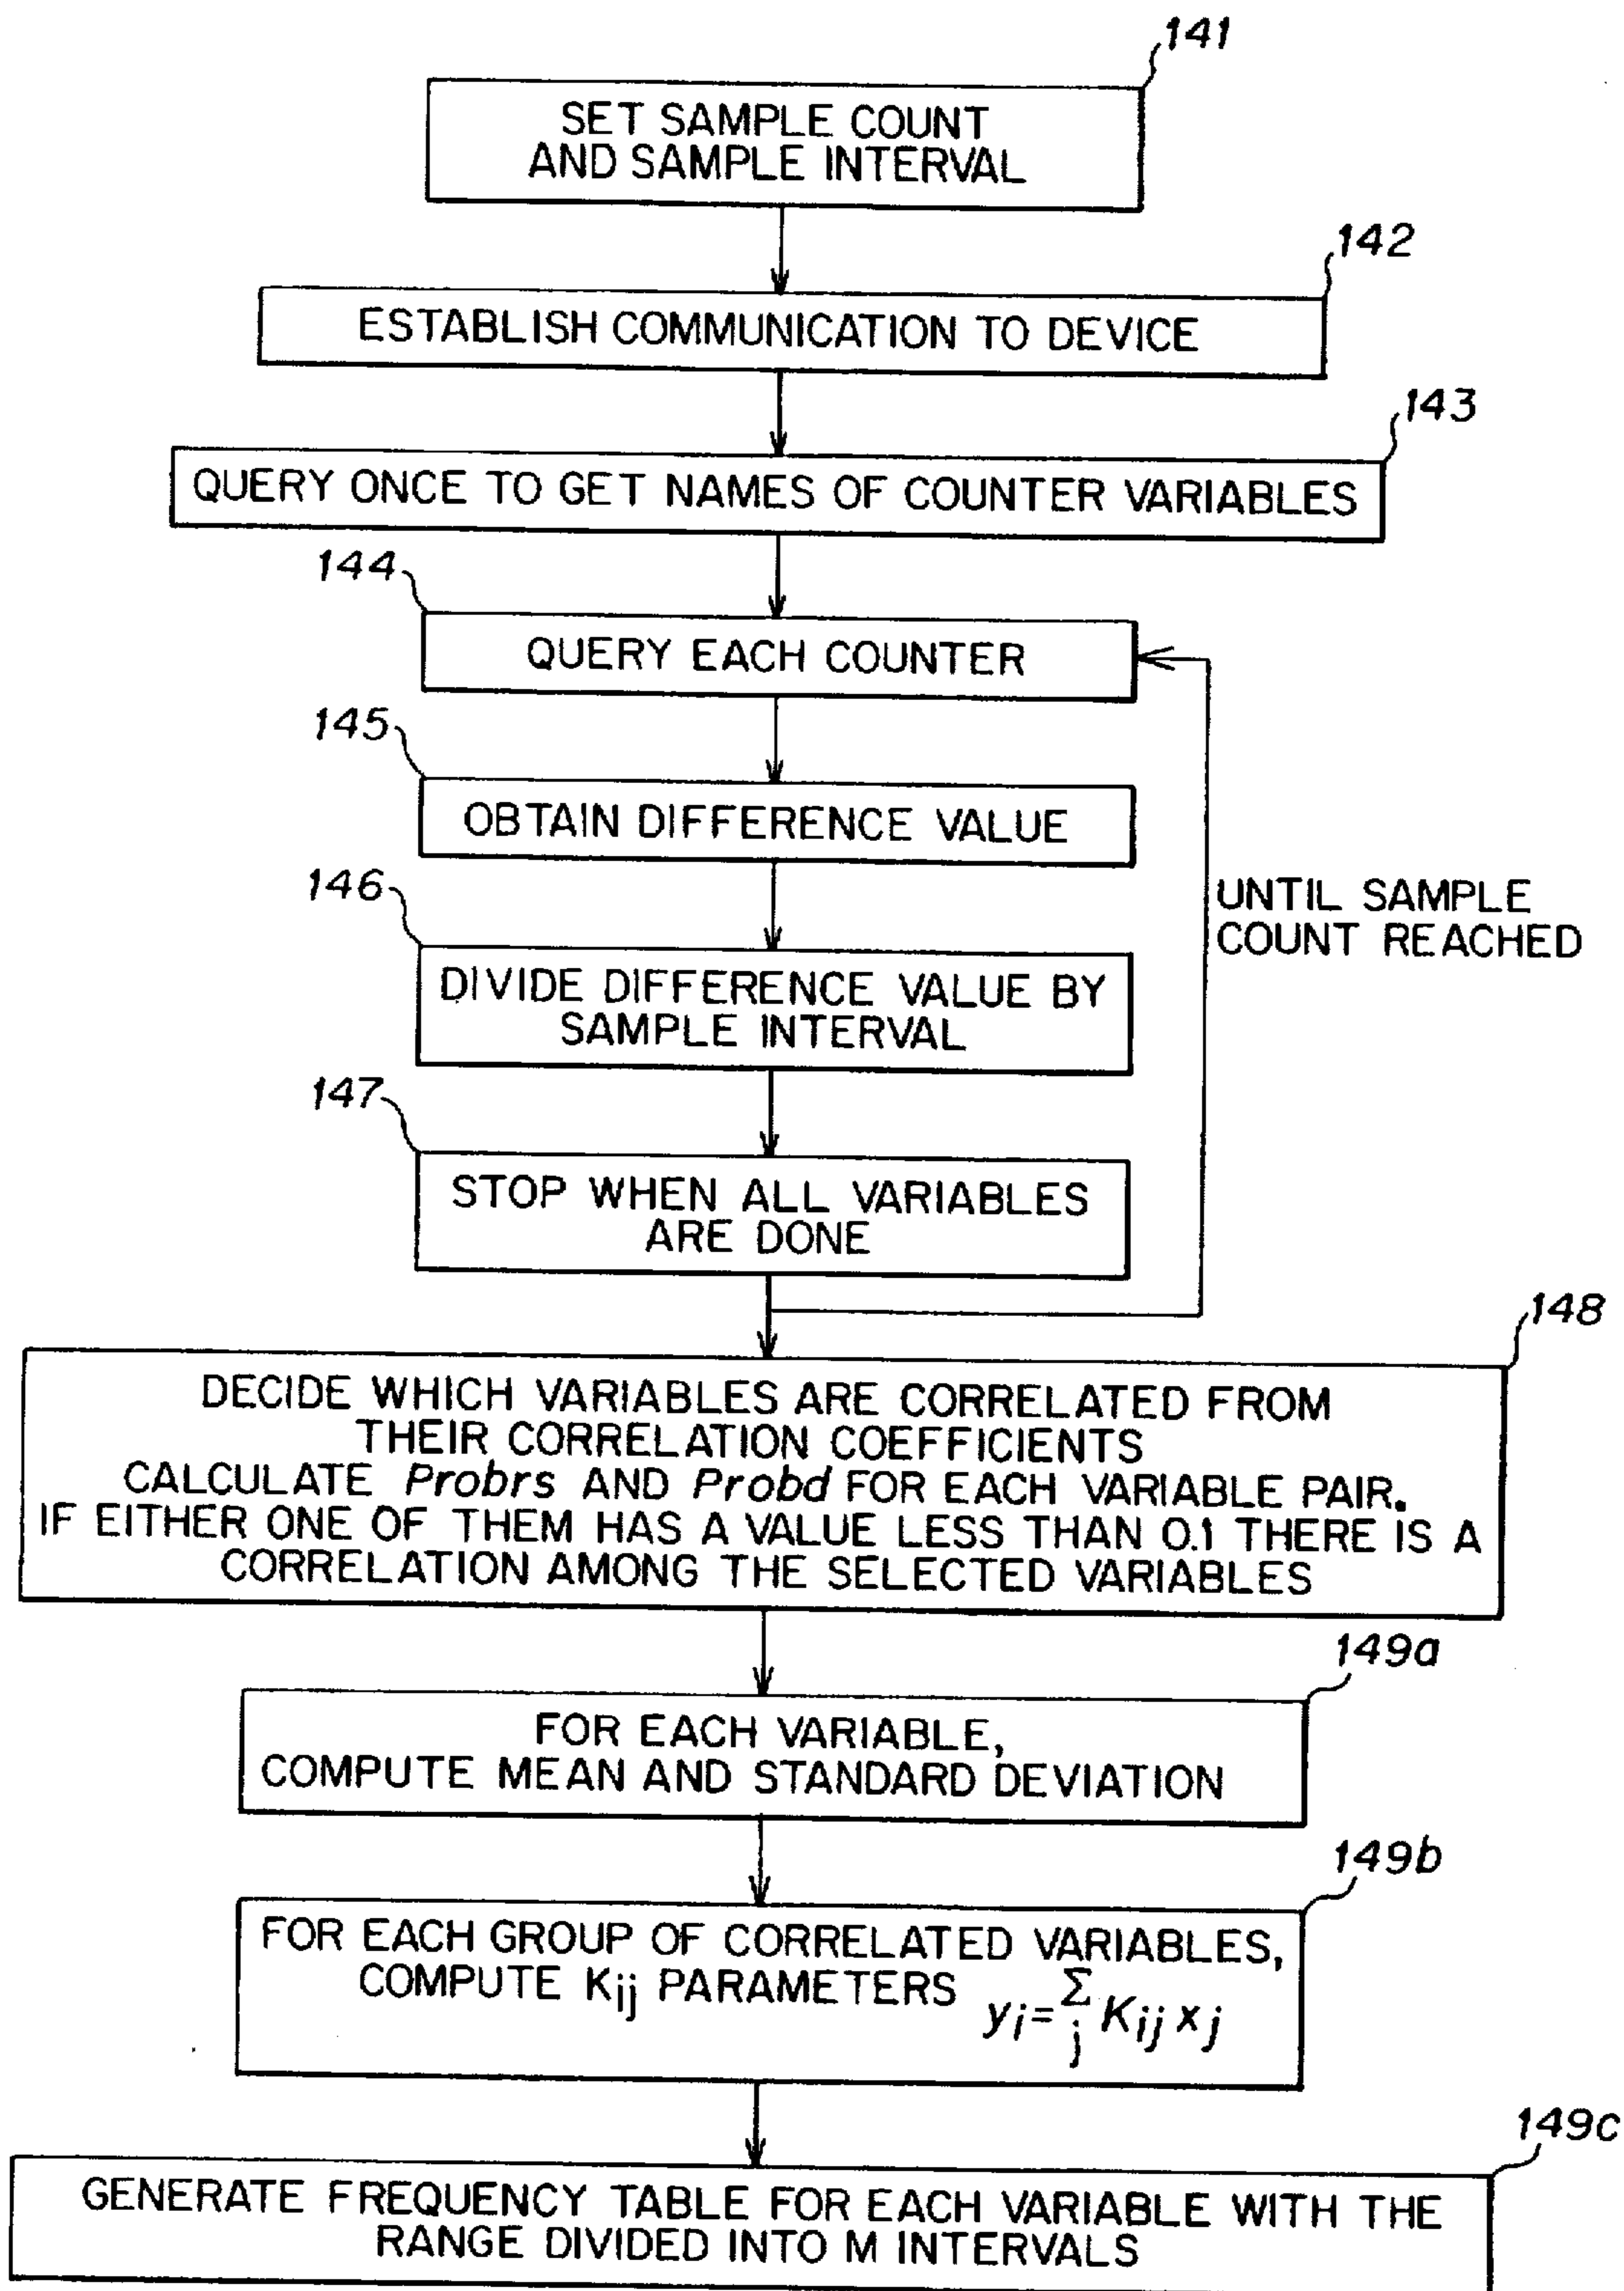 141
SET SAMPLE COUNT
AND SAMPLE INTERVAL
142
ESTABLISH COMMUNICATION TO DEVICE
143
QUERY ONCE TO GET NAMES OF COUNTER VARIABLES
144
QUERY EACH COUNTER
145
OBTAIN DIFFERENCE VALUE
146
UNTIL SAMPLE
COUNT REACHED
DIVIDE DIFFERENCE VALUE BY
SAMPLE INTERVAL
147
STOP WHEN ALL VARIABLES
ARE DONE
148
DECIDE WHICH VARIABLES ARE CORRELATED FROM
THEIR CORRELATION COEFFICIENTS
CALCULATE Probrs AND Probd FOR EACH VARIABLE PAIR.
IF EITHER ONE OF THEM HAS A VALUE LESS THAN 0.1 THERE IS A
CORRELATION AMONG THE SELECTED VARIABLES
149a
FOR EACH VARIABLE,
COMPUTE MEAN AND STANDARD DEVIATION
149b
FOR EACH GROUP OF CORRELATED VARIABLES,
COMPUTE Kij PARAMETERS yi=Σj Kij xj
149c
GENERATE FREQUENCY TABLE FOR EACH VARIABLE WITH THE
RANGE DIVIDED INTO M INTERVALS